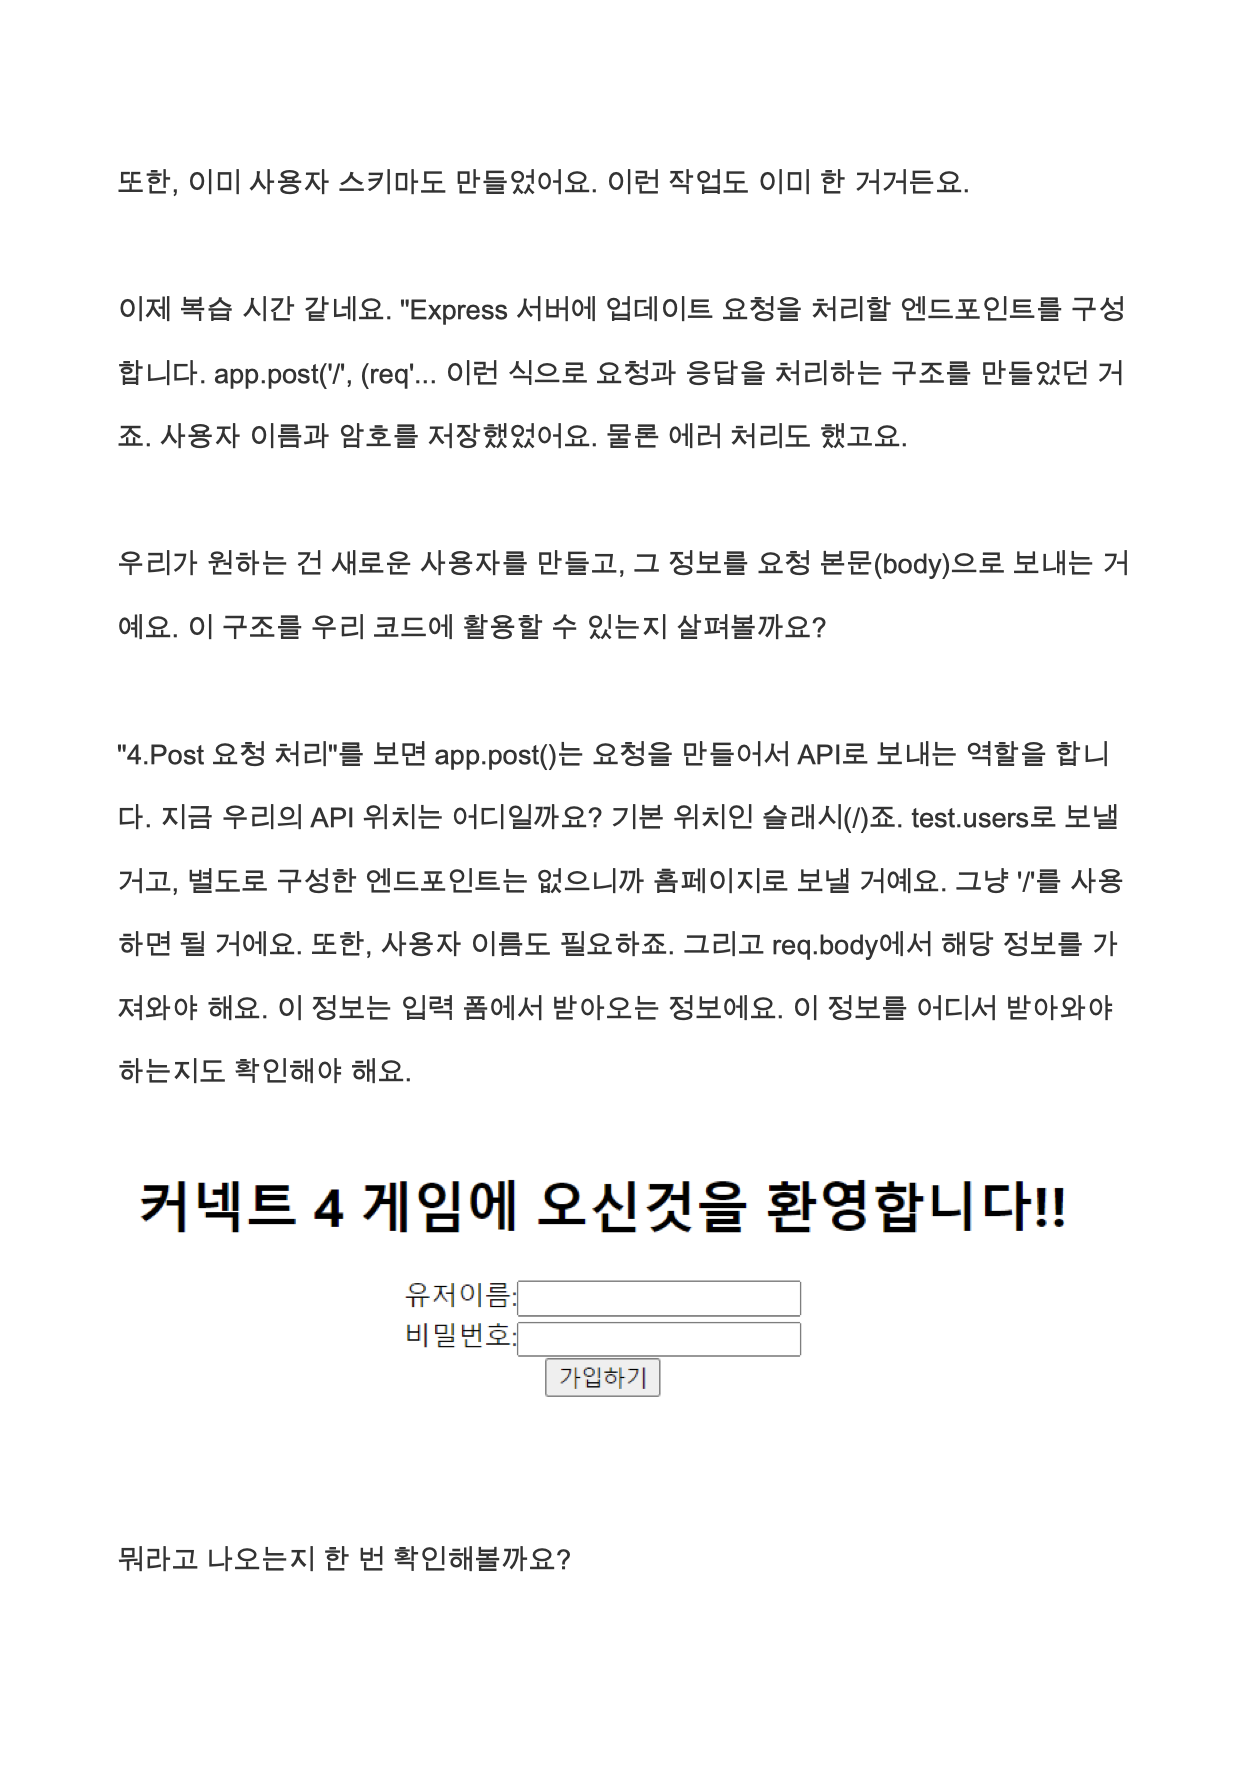 또한, 이미 사용자 스키마도 만들었어요. 이런 작업도 이미 한 거거든요.
이제 복습 시간 같네요. "Express 서버에 업데이트 요청을 처리할 엔드포인트를 구성
합니다. app.post('/', (req'... 이런 식으로 요청과 응답을 처리하는 구조를 만들었던 거
죠. 사용자 이름과 암호를 저장했었어요. 물론 에러 처리도 했고요.
우리가 원하는 건 새로운 사용자를 만들고, 그 정보를 요청 본문(body)으로 보내는 거
예요. 이 구조를 우리 코드에 활용할 수 있는지 살펴볼까요?
"4.Post 요청 처리"를 보면 app.post()는 요청을 만들어서 API로 보내는 역할을 합니
다. 지금 우리의 API 위치는 어디일까요? 기본 위치인 슬래시(/)죠. test.users로 보낼
거고, 별도로 구성한 엔드포인트는 없으니까 홈페이지로 보낼 거예요. 그냥 '/'를 사용
하면 될 거에요. 또한, 사용자 이름도 필요하죠. 그리고 req.body에서 해당 정보를 가
져와야 해요. 이 정보는 입력 폼에서 받아오는 정보에요. 이 정보를 어디서 받아와야
하는지도 확인해야 해요.
커넥트 4 게임에 오신것을 환영합니다!!
유저이름:
비밀번호:
가입하기
뭐라고 나오는지 한 번 확인해볼까요?